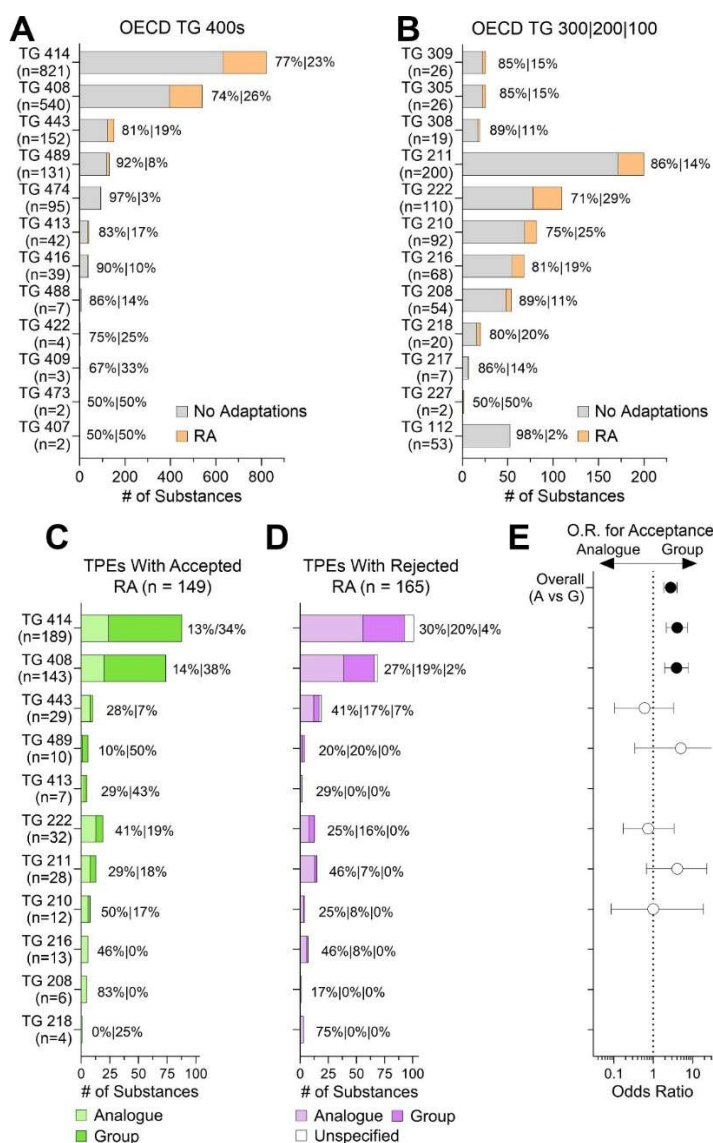 A
OECD TG 400s
TG 414
(n=821)
77%|23%
TG 408
(n=540)
74%|26%
TG 443
(n=152)
81%|19%
TG 489
(n=131)
92%|8%
TG 474
(n=95)
97%|3%
TG 413
(n=42)
83%|17%
TG 416
(n=39)
90%|10%
TG 488
(n=7)
86%|14%
TG 422
(n=4)
75%|25%
TG 409
(n=3)
67%|33%
TG 473
(n=2)
50%|50%
TG 407
(n=2)
50%|50%
No Adaptations
RA
0 200 400 600 800
# of Substances
B
OECD TG 300|200|100
TG 309
(n=26)
85%|15%
TG 305
(n=26)
85%|15%
TG 308
(n=19)
89%|11%
TG 211
(n=200)
86%|14%
TG 222
(n=110)
71%|29%
TG 210
(n=92)
75%|25%
TG 216
(n=68)
81%|19%
TG 208
(n=54)
89%|11%
TG 218
(n=20)
80%|20%
TG 217
(n=7)
86%|14%
TG 227
(n=2)
50%|50%
TG 112
(n=53)
98%|2%
No Adaptations
RA
0 50 100 150 200
# of Substances
C
TPEs With Accepted
RA (n = 149)
TG 414
(n=189)
13%/34%
TG 408
(n=143)
14%|38%
TG 443
(n=29)
28%|7%
TG 489
(n=10)
10%|50%
TG 413
(n=7)
29%|43%
TG 222
(n=32)
41%|19%
TG 211
(n=28)
29%|18%
TG 210
(n=12)
50%|17%
TG 216
(n=13)
46%|0%
TG 208
(n=6)
83%|0%
TG 218
(n=4)
0%|25%
0 25 50 75 100
# of Substances
Analogue
Group
D
TPEs With Rejected
RA (n = 165)
30%|20%|4%
27%|19%|2%
41%|17%|7%
20%|20%|0%
29%|0%|0%
25%|16%|0%
46%|7%|0%
25%|8%|0%
46%|8%|0%
17%|0%|0%
75%|0%|0%
0 25 50 75 100
# of Substances
Analogue Group
Unspecified
E
O.R. for Acceptance
Analogue Group
Overall
(A vs G)
0.1 1 10
Odds Ratio